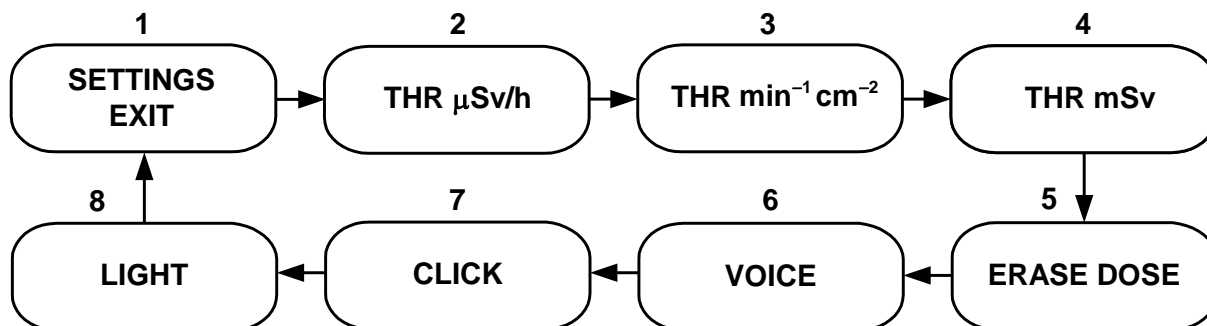 1
2
3
4
SETTINGS
EXIT
THR μSv/h
THR min⁻¹ cm⁻²
THR mSv
8
7
6
5
LIGHT
CLICK
VOICE
ERASE DOSE